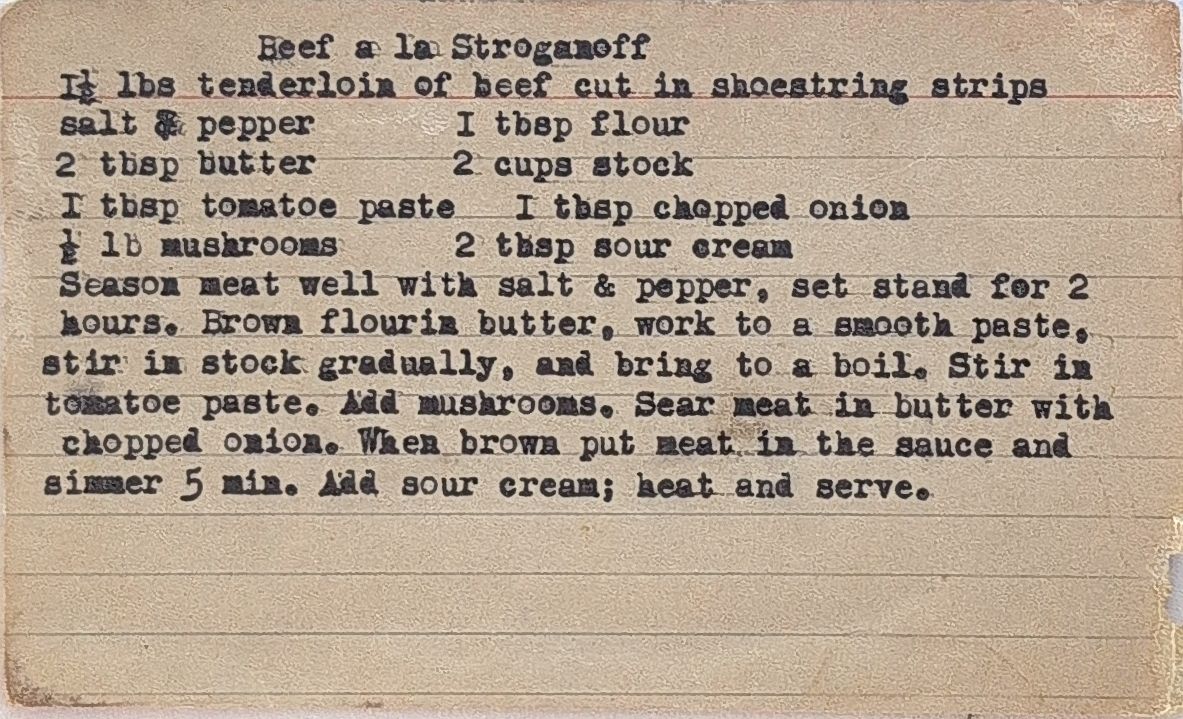 Beef a la Stroganoff
I½ lbs tenderloin of beef cut in shoestring strips
salt & pepper I tbsp flour
2 tbsp butter 2 cups stock
I tbsp tomatoe paste I tbsp chopped onion
½ lb mushrooms 2 tbsp sour cream
Season meat well with salt & pepper, set stand for 2
hours. Brown flourin butter, work to a smooth paste,
stir in stock gradually, and bring to a boil. Stir in
tomatoe paste. Add mushrooms. Sear meat in butter with
chopped onion. When brown put meat in the sauce and
simmer 5 min. Add sour cream; heat and serve.